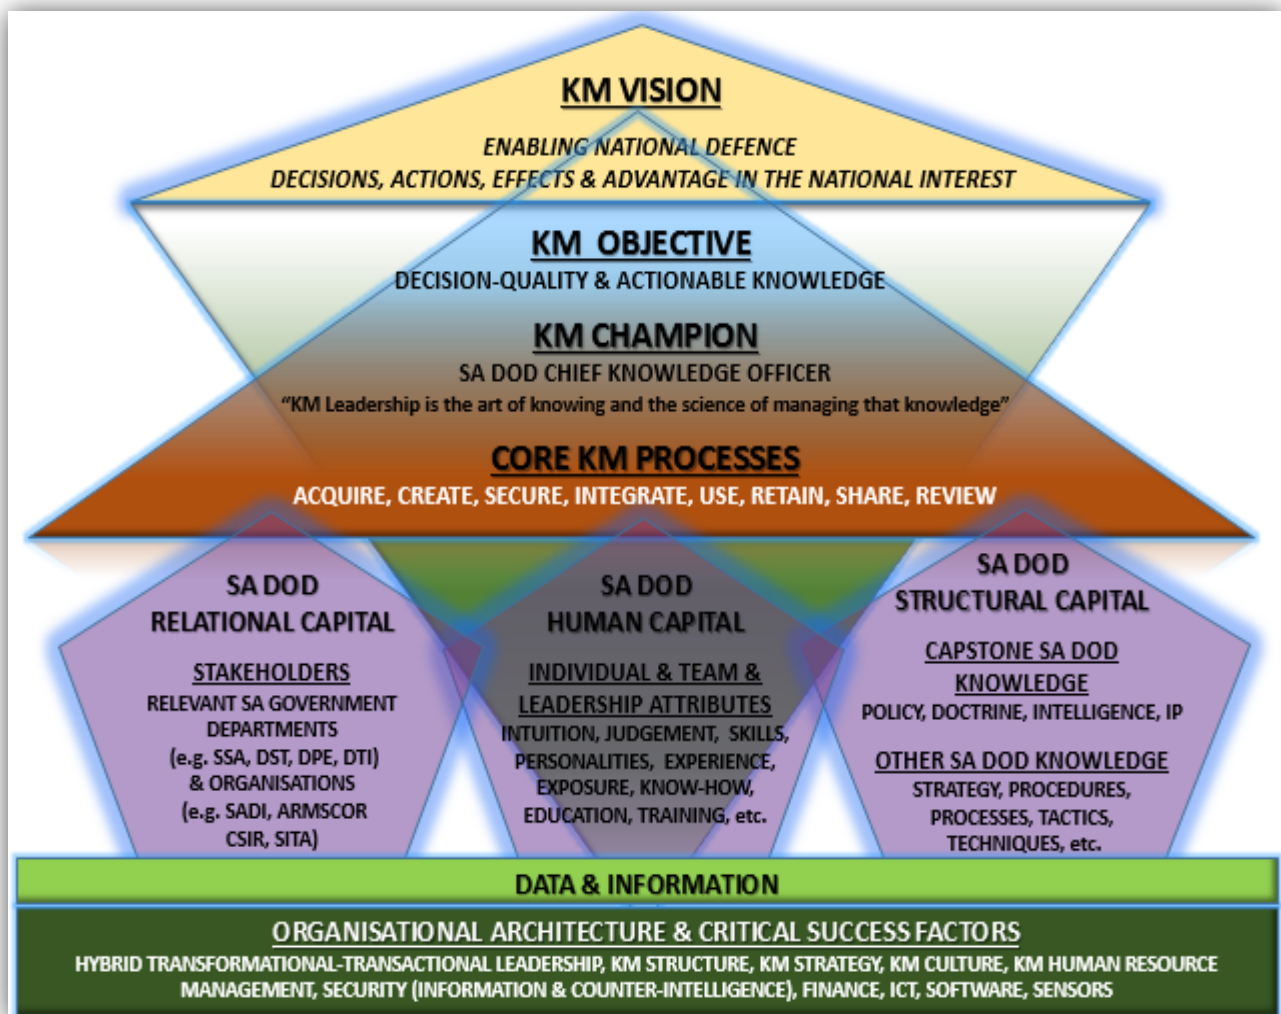 KM VISION
ENABLING NATIONAL DEFENCE
DECISIONS, ACTIONS, EFFECTS & ADVANTAGE IN THE NATIONAL INTEREST
KM OBJECTIVE
DECISION-QUALITY & ACTIONABLE KNOWLEDGE
KM CHAMPION
SA DOD CHIEF KNOWLEDGE OFFICER
“KM Leadership is the art of knowing and the science of managing that knowledge”
CORE KM PROCESSES
ACQUIRE, CREATE, SECURE, INTEGRATE, USE, RETAIN, SHARE, REVIEW
SA DOD
RELATIONAL CAPITAL
STAKEHOLDERS
RELEVANT SA GOVERNMENT
DEPARTMENTS
(e.g. SSA, DST, DPE, DTI)
& ORGANISATIONS
(e.g. SADI, ARMSCOR
CSIR, SITA)
SA DOD
HUMAN CAPITAL
INDIVIDUAL & TEAM &
LEADERSHIP ATTRIBUTES
INTUITION, JUDGEMENT, SKILLS,
PERSONALITIES, EXPERIENCE,
EXPOSURE, KNOW-HOW,
EDUCATION, TRAINING, etc.
SA DOD
STRUCTURAL CAPITAL
CAPSTONE SA DOD
KNOWLEDGE
POLICY, DOCTRINE, INTELLIGENCE, IP
OTHER SA DOD KNOWLEDGE
STRATEGY, PROCEDURES,
PROCESSES, TACTICS,
TECHNIQUES, etc.
DATA & INFORMATION
ORGANISATIONAL ARCHITECTURE & CRITICAL SUCCESS FACTORS
HYBRID TRANSFORMATIONAL-TRANSACTIONAL LEADERSHIP, KM STRUCTURE, KM STRATEGY, KM CULTURE, KM HUMAN RESOURCE
MANAGEMENT, SECURITY (INFORMATION & COUNTER-INTELLIGENCE), FINANCE, ICT, SOFTWARE, SENSORS